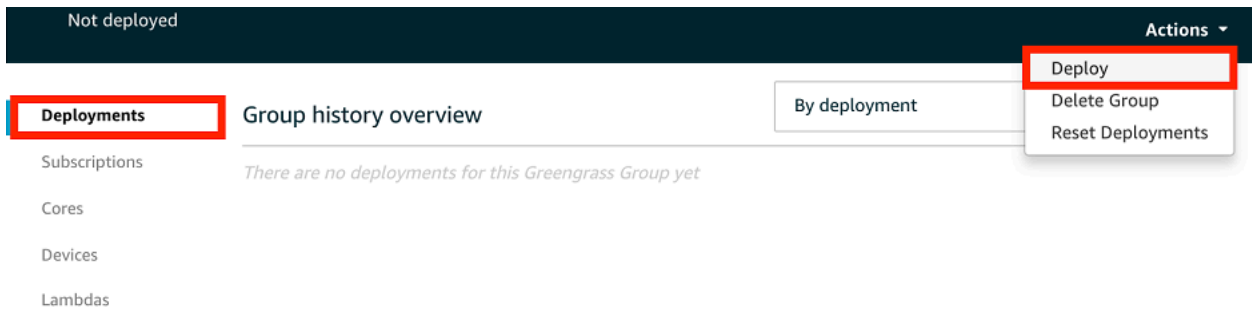 Not deployed
Actions
Deploy
Delete Group
Reset Deployments
Deployments
Subscriptions
Cores
Devices
Lambdas
Group history overview
By deployment
There are no deployments for this Greengrass Group yet